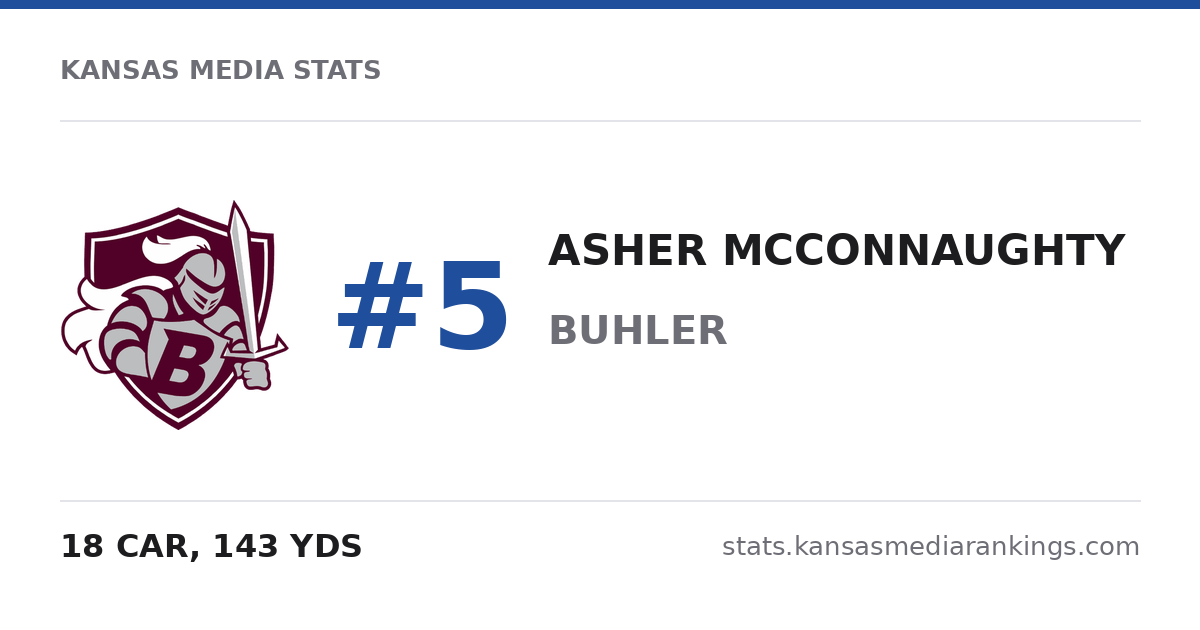 KANSAS MEDIA STATS
B
#5
ASHER MCCONNAUGHTY
BUHLER
18 CAR, 143 YDS
stats.kansasmediarankings.com